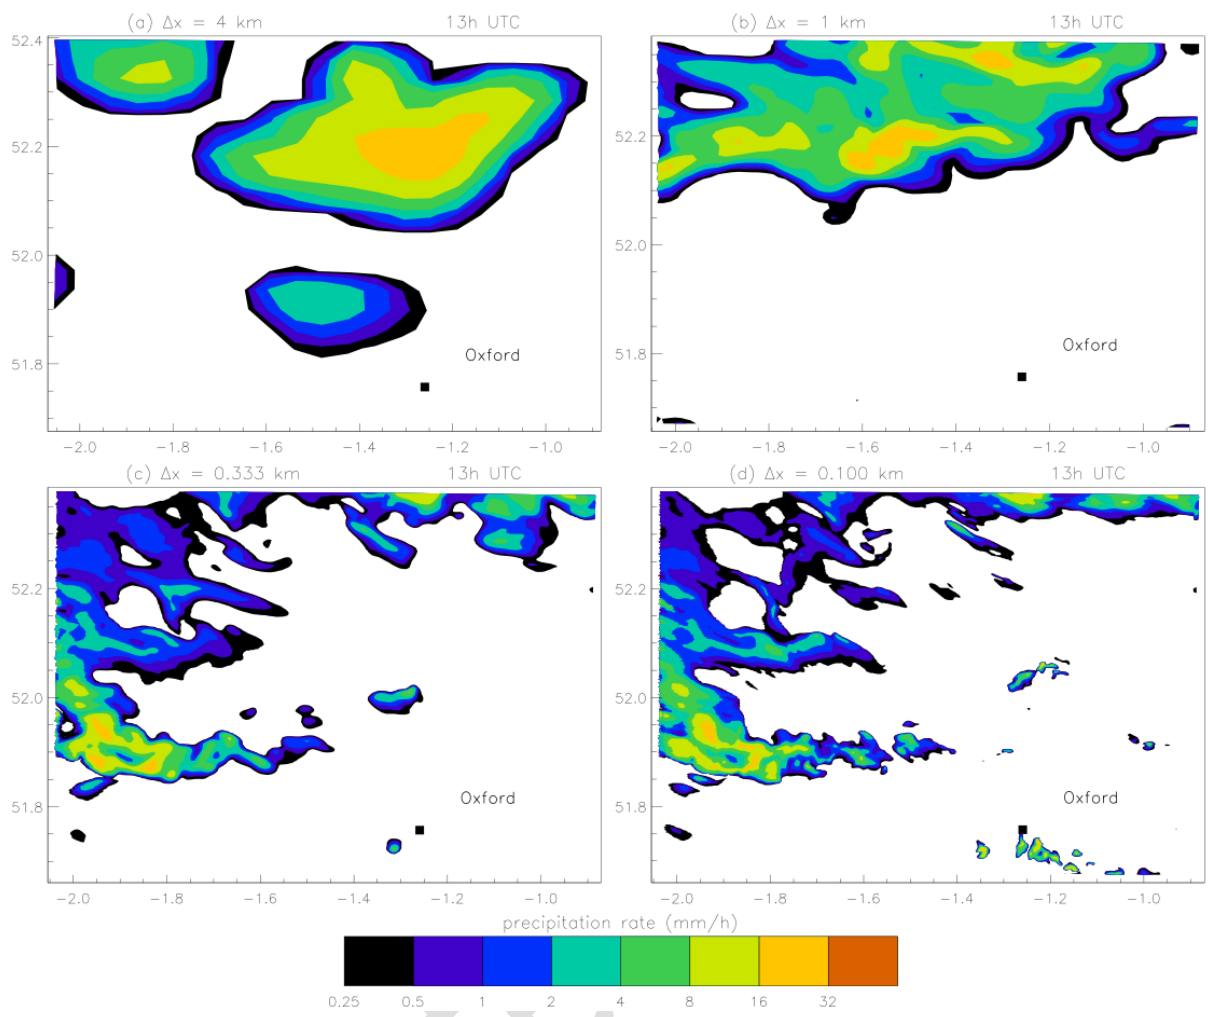 (a) Δx = 4 km 13h UTC (b) Δx = 1 km 13h UTC
52.4
52.2 52.2
52.0 52.0
51.8 51.8
Oxford Oxford
−2.0 −1.8 −1.6 −1.4 −1.2 −1.0 −2.0 −1.8 −1.6 −1.4 −1.2 −1.0
(c) Δx = 0.333 km 13h UTC (d) Δx = 0.100 km 13h UTC
52.2 52.2
52.0 52.0
51.8 51.8
Oxford Oxford
−2.0 −1.8 −1.6 −1.4 −1.2 −1.0 −2.0 −1.8 −1.6 −1.4 −1.2 −1.0
precipitation rate (mm/h)
0.25 0.5 1 2 4 8 16 32